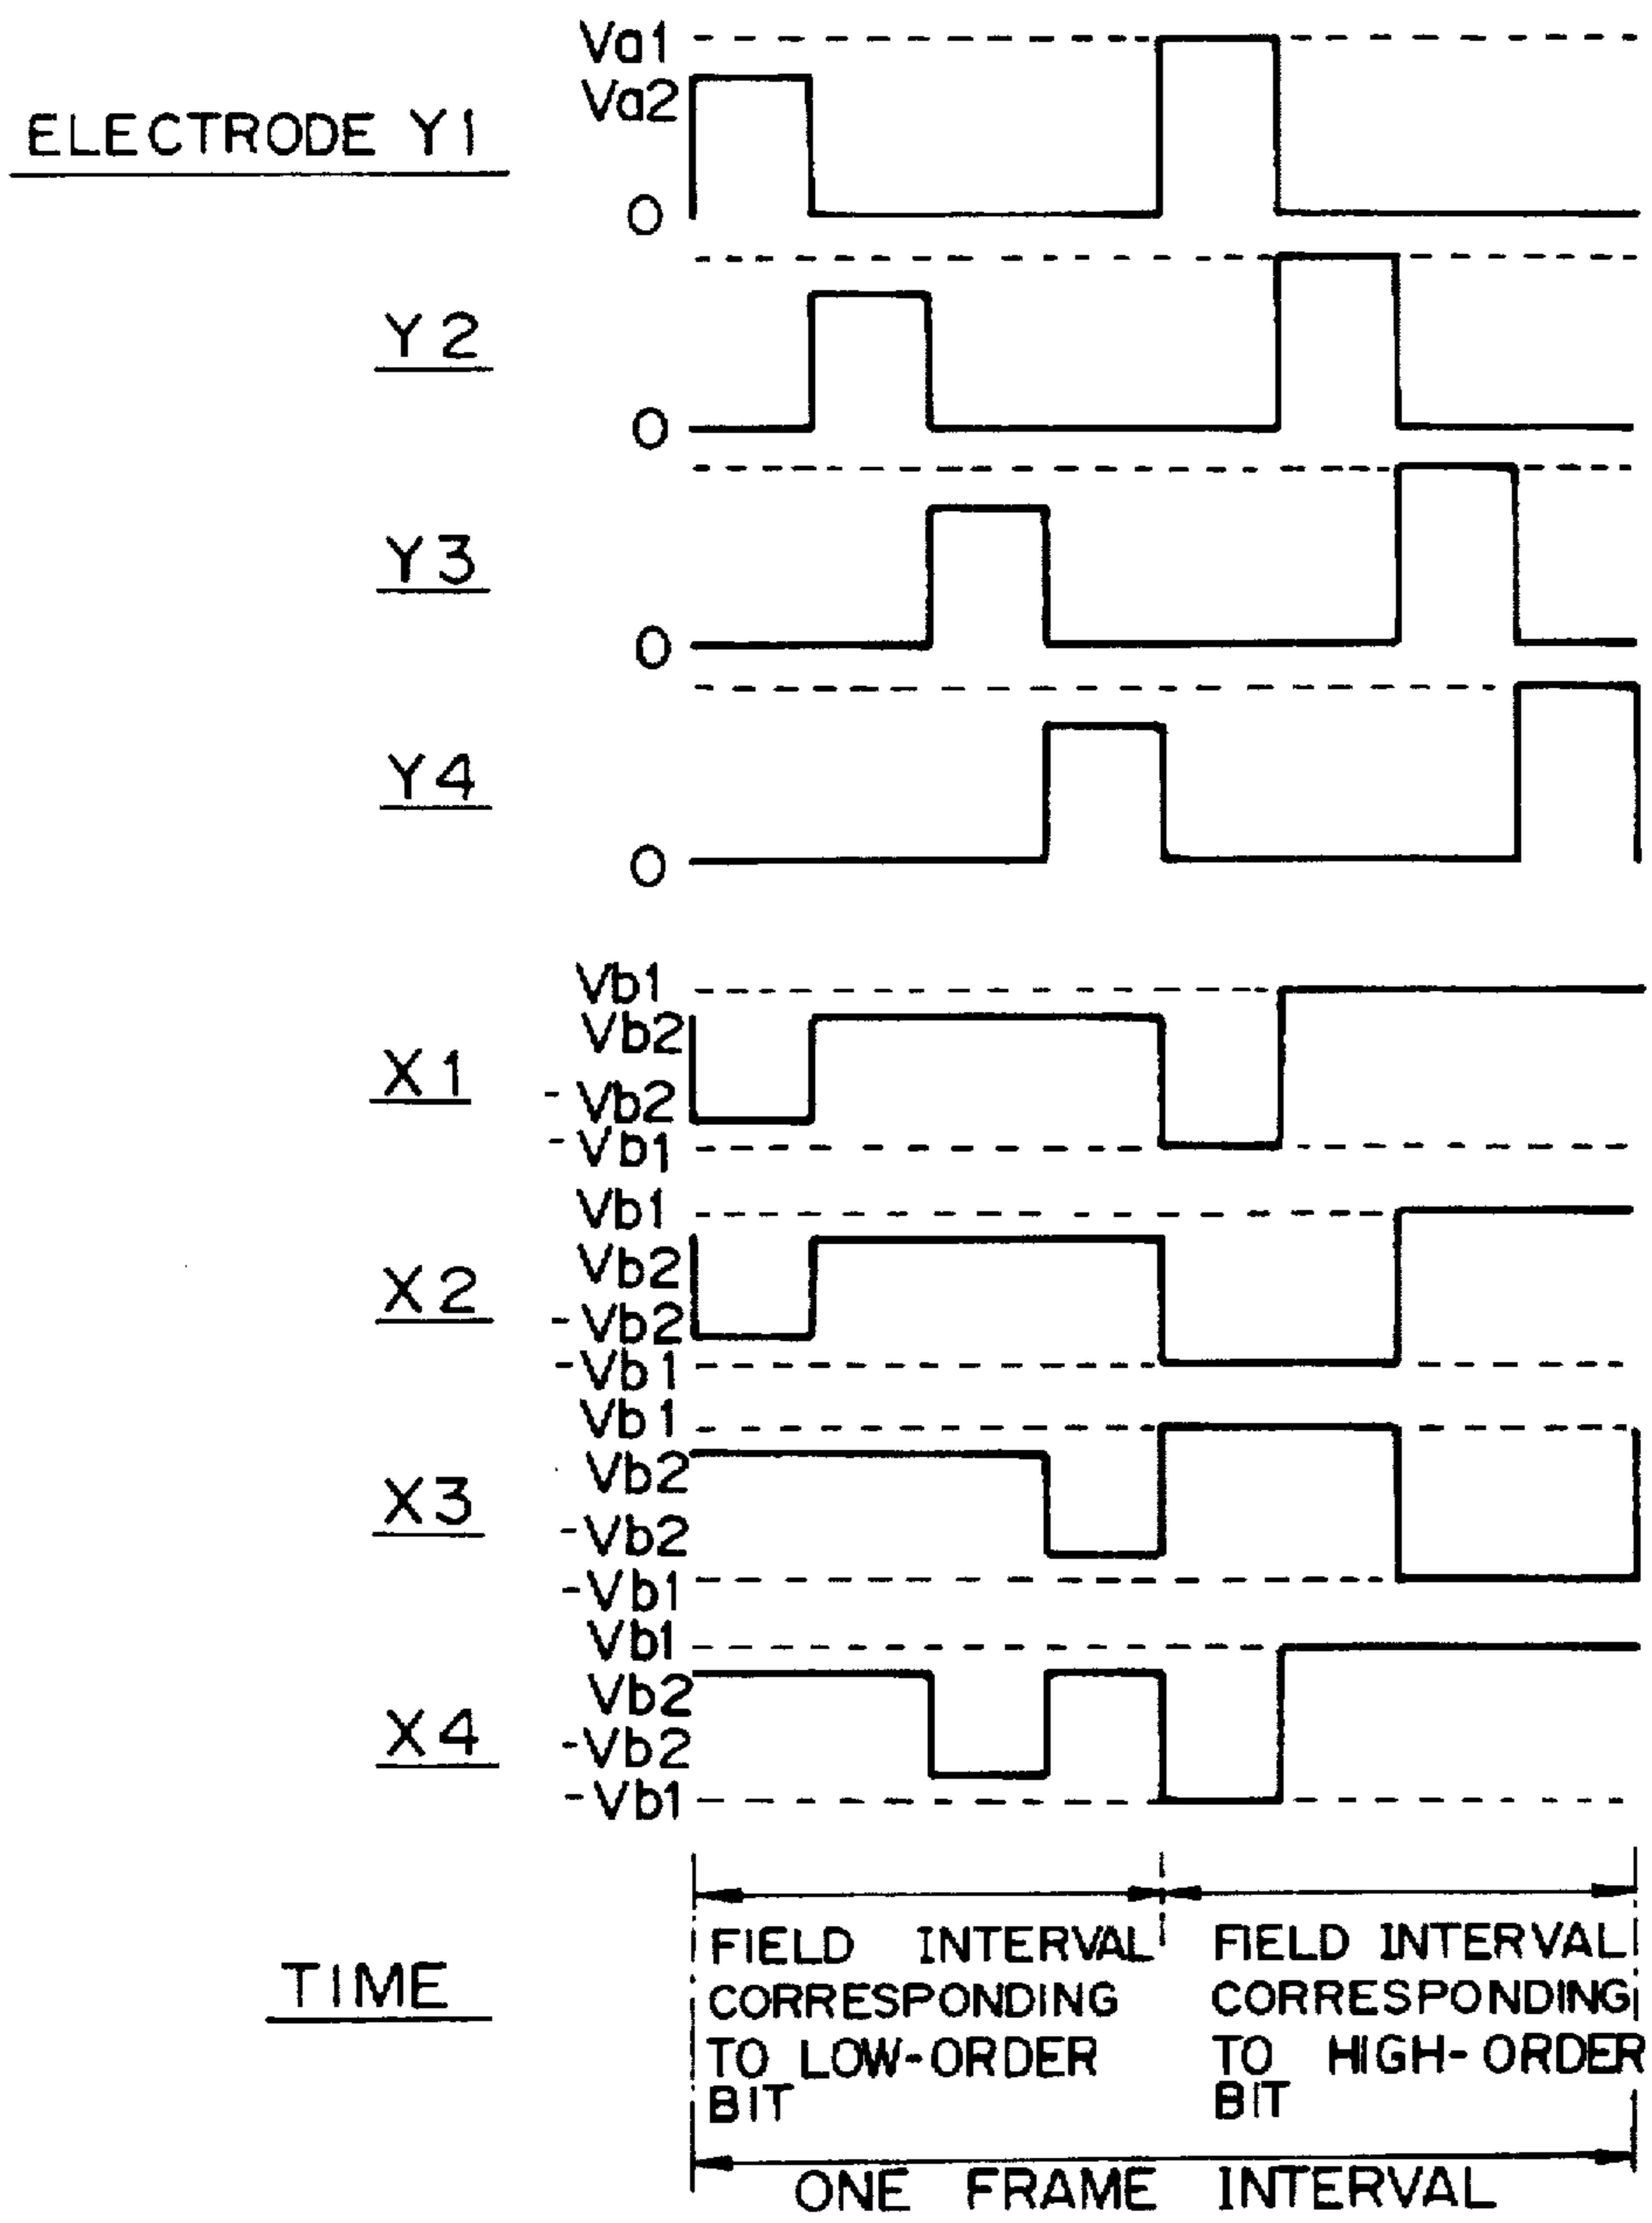 Va1
Va2
ELECTRODE Y1
0
Y2
0
Y3
0
Y4
0
Vb1
Vb2
X1
-Vb2
-Vb1
Vb1
Vb2
X2
-Vb2
-Vb1
Vb1
Vb2
X3
-Vb2
-Vb1
Vb1
Vb2
X4
-Vb2
-Vb1
TIME
FIELD INTERVAL
CORRESPONDING
TO LOW-ORDER
BIT
FIELD INTERVAL
CORRESPONDING
TO HIGH-ORDER
BIT
ONE FRAME INTERVAL